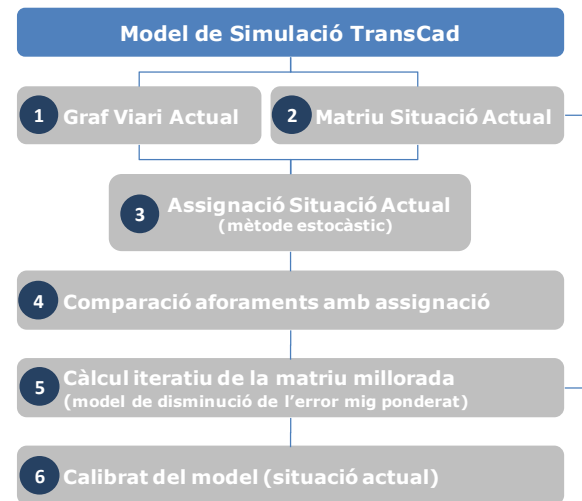 Model de Simulació TransCad
1 Graf Viari Actual
2 Matriu Situació Actual
3 Assignació Situació Actual
(mètode estocàstic)
4 Comparació aforaments amb assignació
5 Càlcul iteratiu de la matriu millorada
(model de disminució de l'error mig ponderat)
6 Calibrat del model (situació actual)